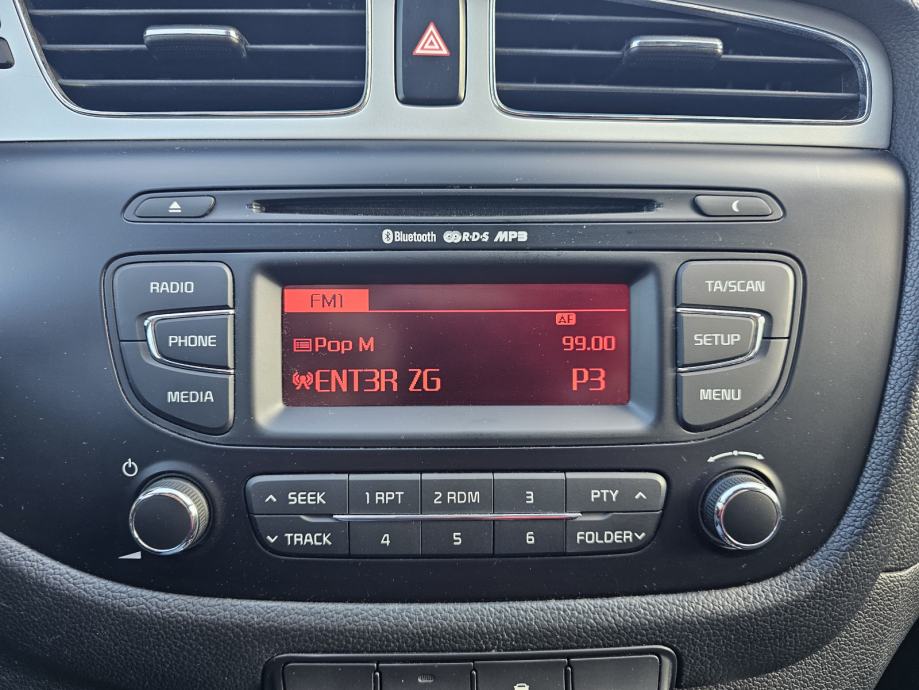 Bluetooth R·D·S MP3
RADIO
PHONE
MEDIA
FM1
AF
Pop M 99.00
ENT3R ZG P3
TA/SCAN
SETUP
MENU
SEEK 1 RPT 2 RDM 3 PTY
TRACK 4 5 6 FOLDER